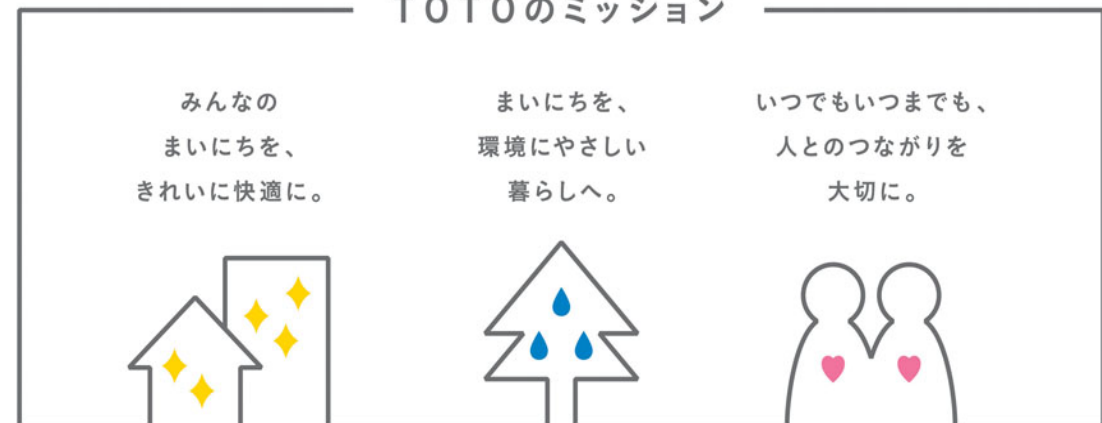 TOTOのミッション
みんなの
まいにちを、
きれいに快適に。
まいにちを、
環境にやさしい
暮らしへ。
いつでもいつまでも、
人とのつながりを
大切に。